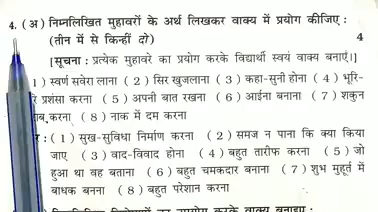 4. (अ) निम्नलिखित मुहावरों के अर्थ लिखकर वाक्य में प्रयोग कीजिए :
(तीन में से किन्हीं दो) 4
[सूचना : प्रत्येक मुहावरे का प्रयोग करके विद्यार्थी स्वयं वाक्य बनाएँ।]
1) स्वर्ण सवेरा लाना (2) सिर खुजलाना (3) कहा-सुनी होना (4) भूरि-
प्रशंसा करना (5) अपनी बात रखना (6) आईना बनाना (7) शकुन
करना (8) नाक में दम करना
: (1) सुख-सुविधा निर्माण करना (2) समज न पाना कि क्या किया
जाए (3) वाद-विवाद होना (4) बहुत तारीफ करना (5) जो
हुआ था वह बताना (6) बहुत चमकदार बनाना (7) शुभ मुहूर्त में
बाधक बनना (8) बहुत परेशान करना